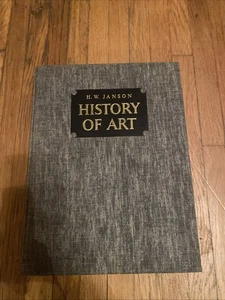 H. W. JANSON
HISTORY
OF ART